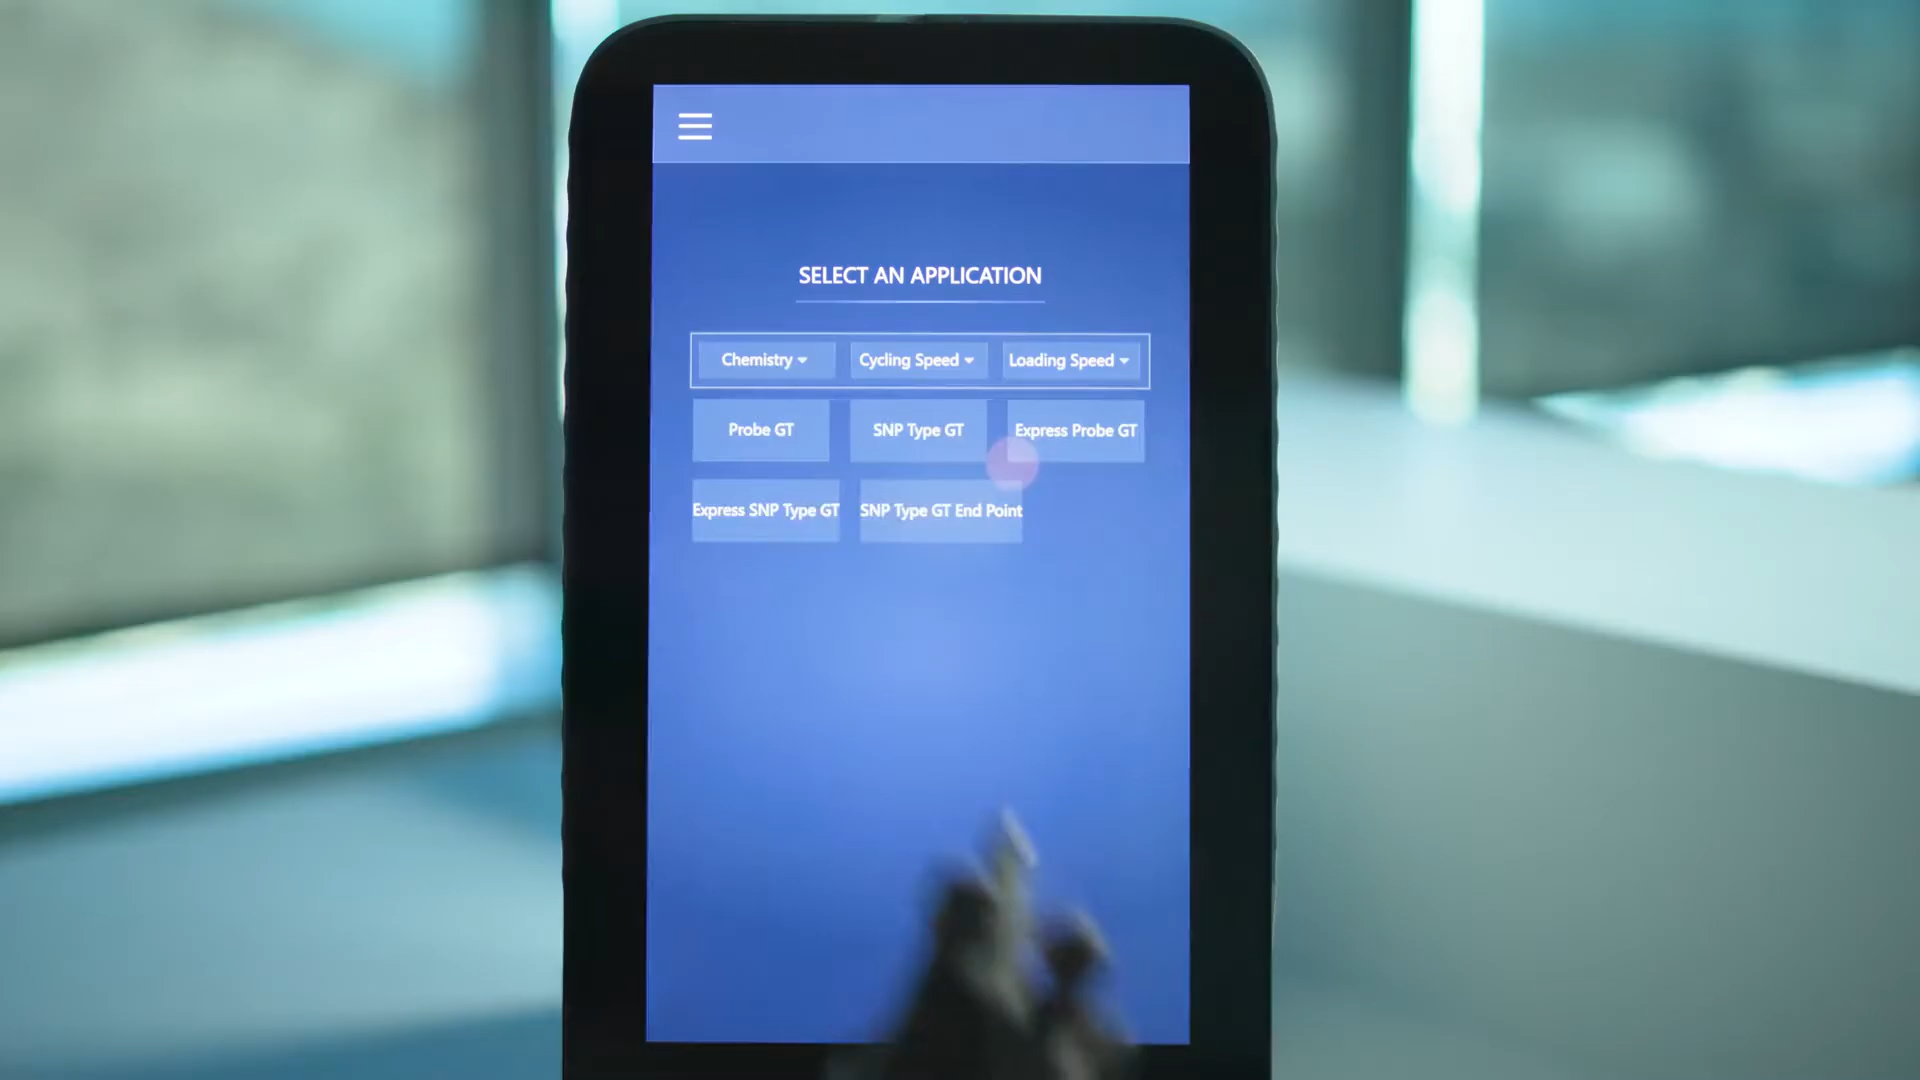 SELECT AN APPLICATION
Chemistry Cycling Speed Loading Speed
Probe GT SNP Type GT Express Probe GT
Express SNP Type GT SNP Type GT End Point